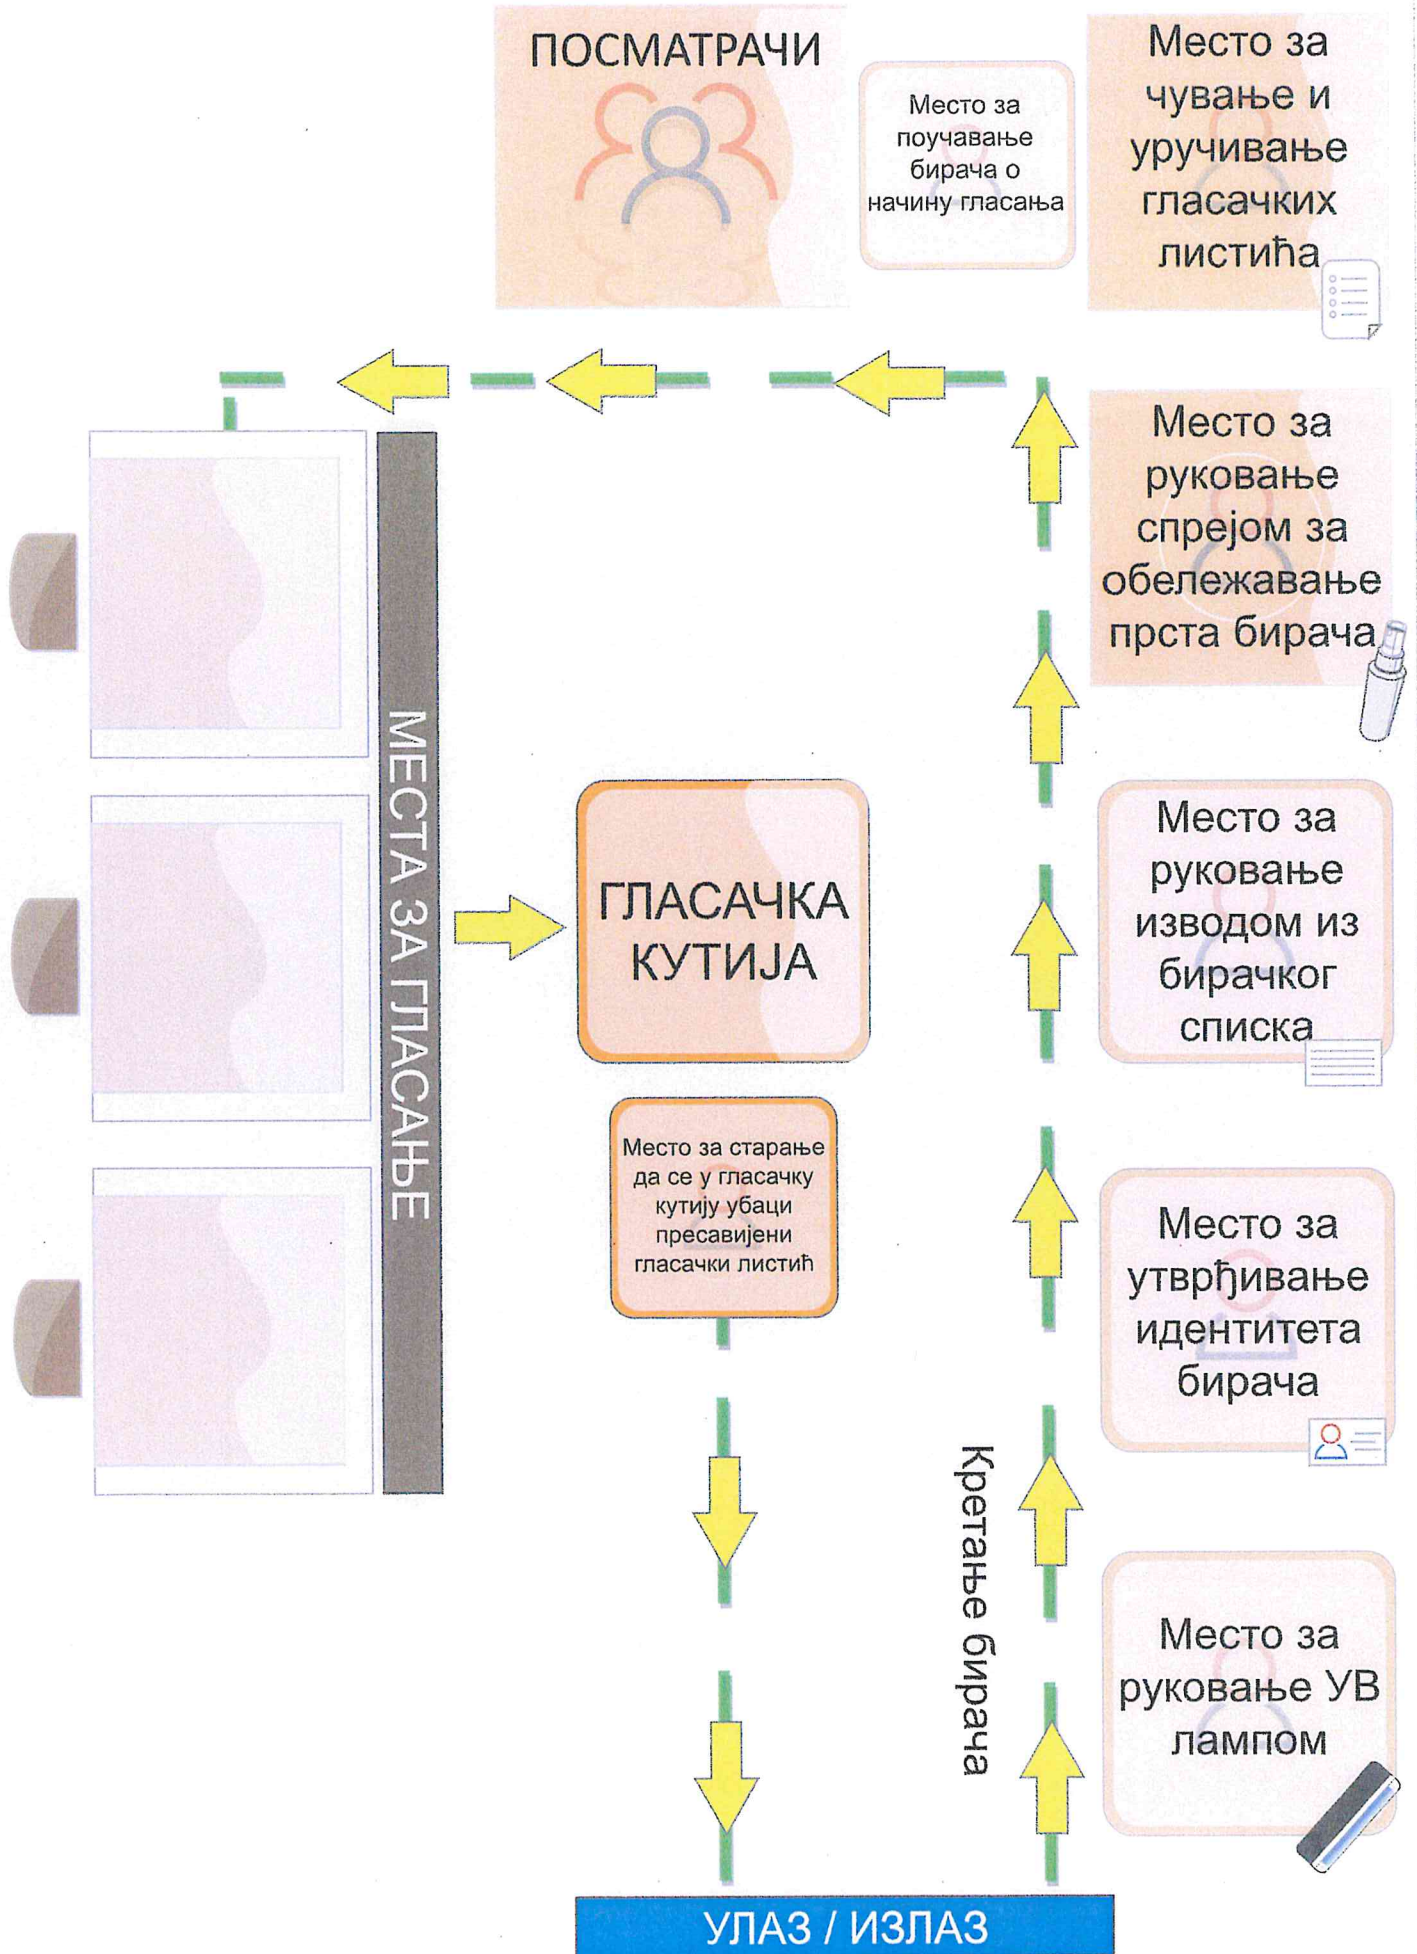 ПОСМАТРАЧИ
Место за
поучавање
бирача о
начину гласања
Место за
чување и
уручивање
гласачких
листића
Место за
руковање
спрејом за
обележавање
прста бирача
МЕСТА ЗА ГЛАСАЊЕ
ГЛАСАЧКА
КУТИЈА
Место за
руковање
изводом из
бирачког
списка
Место за старање
да се у гласачку
кутију убаци
пресавијени
гласачки листић
Место за
утврђивање
идентитета
бирача
Кретање бирача
Место за
руковање УВ
лампом
УЛАЗ / ИЗЛАЗ